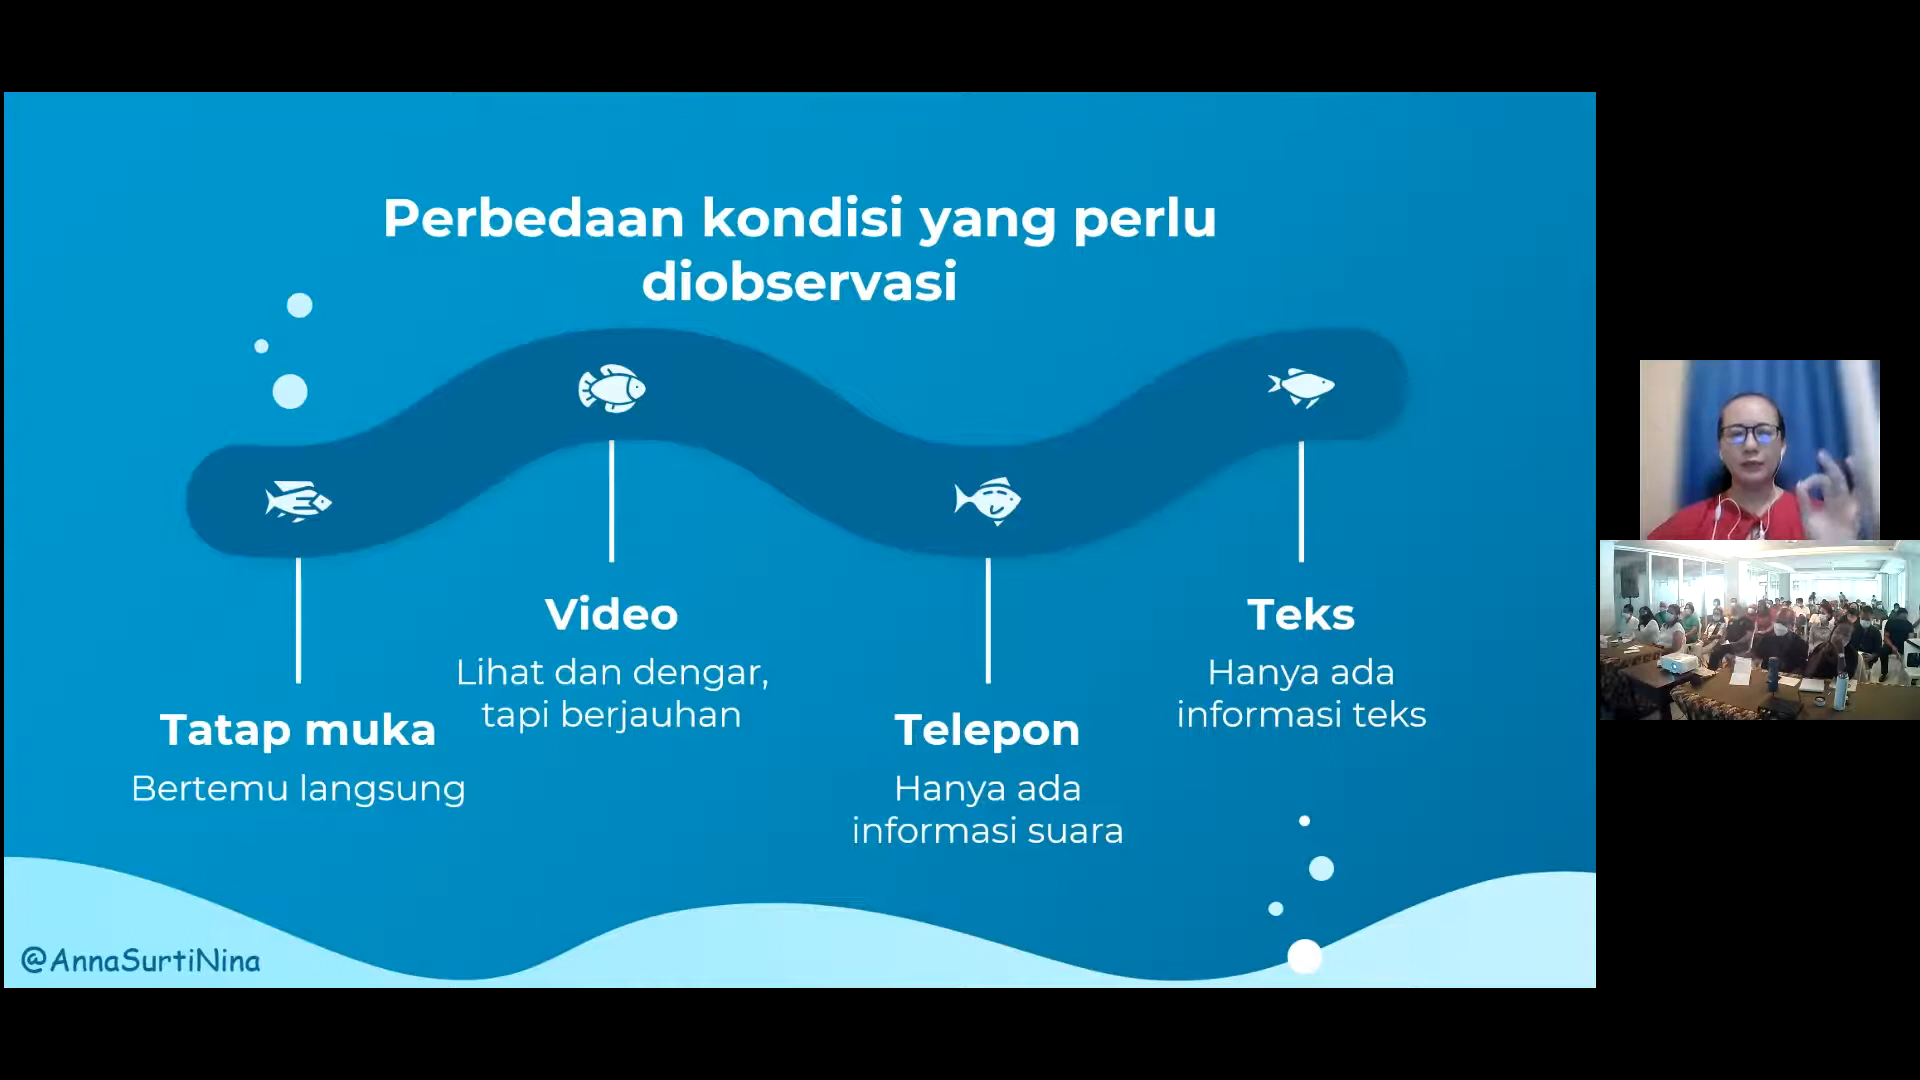 Perbedaan kondisi yang perlu
diobservasi
Tatap muka
Bertemu langsung
Video
Lihat dan dengar,
tapi berjauhan
Telepon
Hanya ada
informasi suara
Teks
Hanya ada
informasi teks
@AnnaSurtiNina